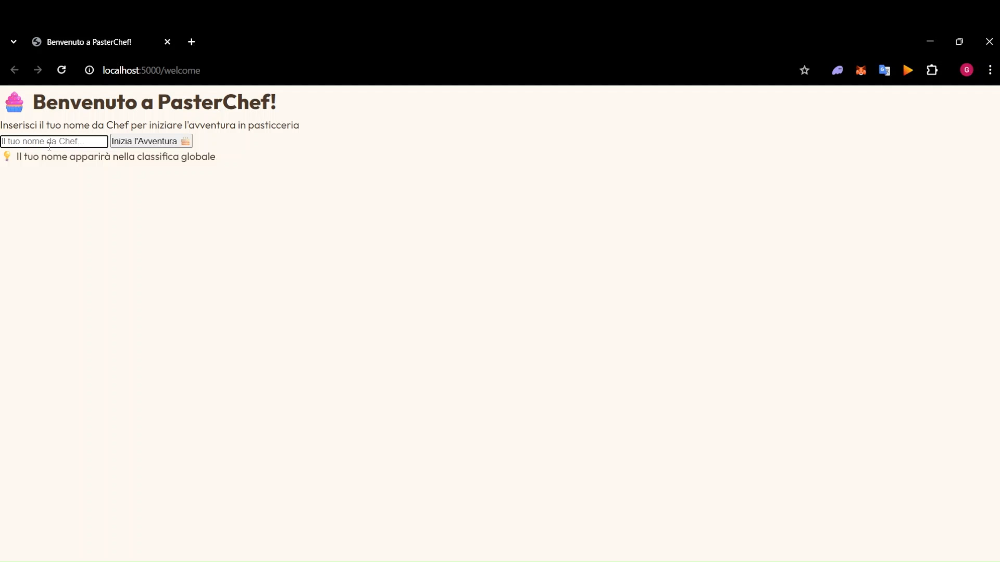 Benvenuto a PasterChef!
localhost:5000/welcome
G
Benvenuto a PasterChef!
Inserisci il tuo nome da Chef per iniziare l'avventura in pasticceria
Il tuo nome da Chef... Inizia l'Avventura
Il tuo nome apparirà nella classifica globale